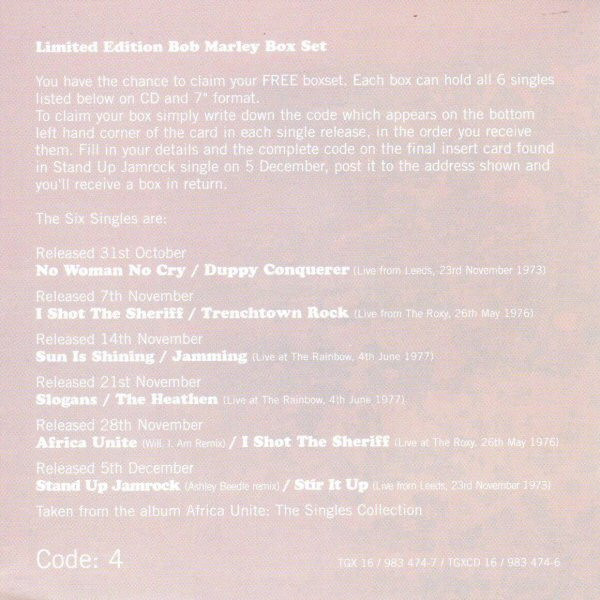 Limited Edition Bob Marley Box Set
You have the chance to claim your FREE boxset. Each box can hold all 6 singles
listed below on CD and 7" format.
To claim your box simply write down the code which appears on the bottom
left hand corner of the card in each single release, in the order you receive
them. Fill in your details and the complete code on the final insert card found
in Stand Up Jamrock single on 5 December, post it to the address shown and
you'll receive a box in return.
The Six Singles are:
Released 31st October
No Woman No Cry / Duppy Conquerer (Live from Leeds, 23rd November 1973)
Released 7th November
I Shot The Sheriff / Trenchtown Rock (Live from The Roxy, 26th May 1976)
Released 14th November
Sun Is Shining / Jamming (Live at The Rainbow, 4th June 1977)
Released 21st November
Slogans / The Heathen (Live at The Rainbow, 4th June 1977)
Released 28th November
Africa Unite (Will. I. Am Remix) / I Shot The Sheriff (Live at The Roxy, 26th May 1976)
Released 5th December
Stand Up Jamrock (Ashley Beedle remix) / Stir It Up (Live from Leeds, 23rd November 1973)
Taken from the album Africa Unite: The Singles Collection
Code: 4
TGX 16 / 983 474-7 / TGXCD 16 / 983 474-6